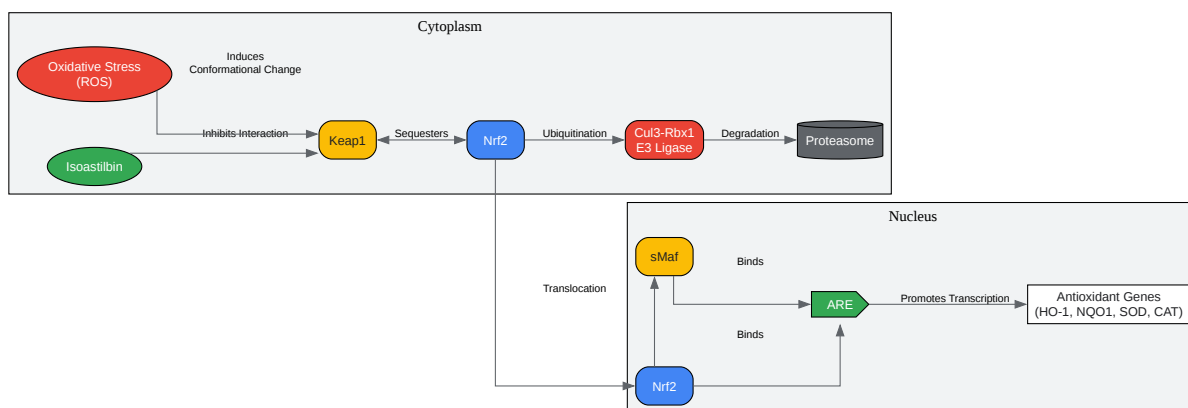 Cytoplasm
Oxidative Stress
(ROS)
Induces
Conformational Change
Inhibits Interaction
Isoastilbin
Keap1
Sequesters
Nrf2
Ubiquitination
Cul3-Rbx1
E3 Ligase
Degradation
Proteasome
Translocation
Nucleus
sMaf
Binds
ARE
Promotes Transcription
Antioxidant Genes
(HO-1, NQO1, SOD, CAT)
Binds
Nrf2